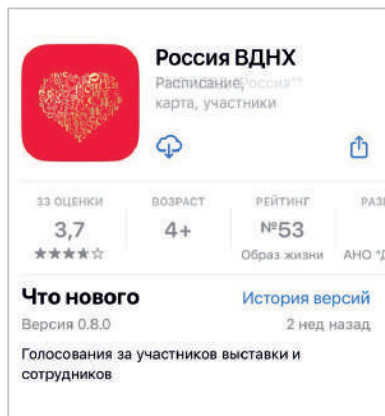 Россия ВДНХ
Расписание,
карта, участники
33 ОЦЕНКИ
ВОЗРАСТ
РЕЙТИНГ
РАЗ
3,7
4+
№53
Образ жизни
АНО "Д
Что нового
История версий
Версия 0.8.0
2 нед назад
Голосования за участников выставки и
сотрудников